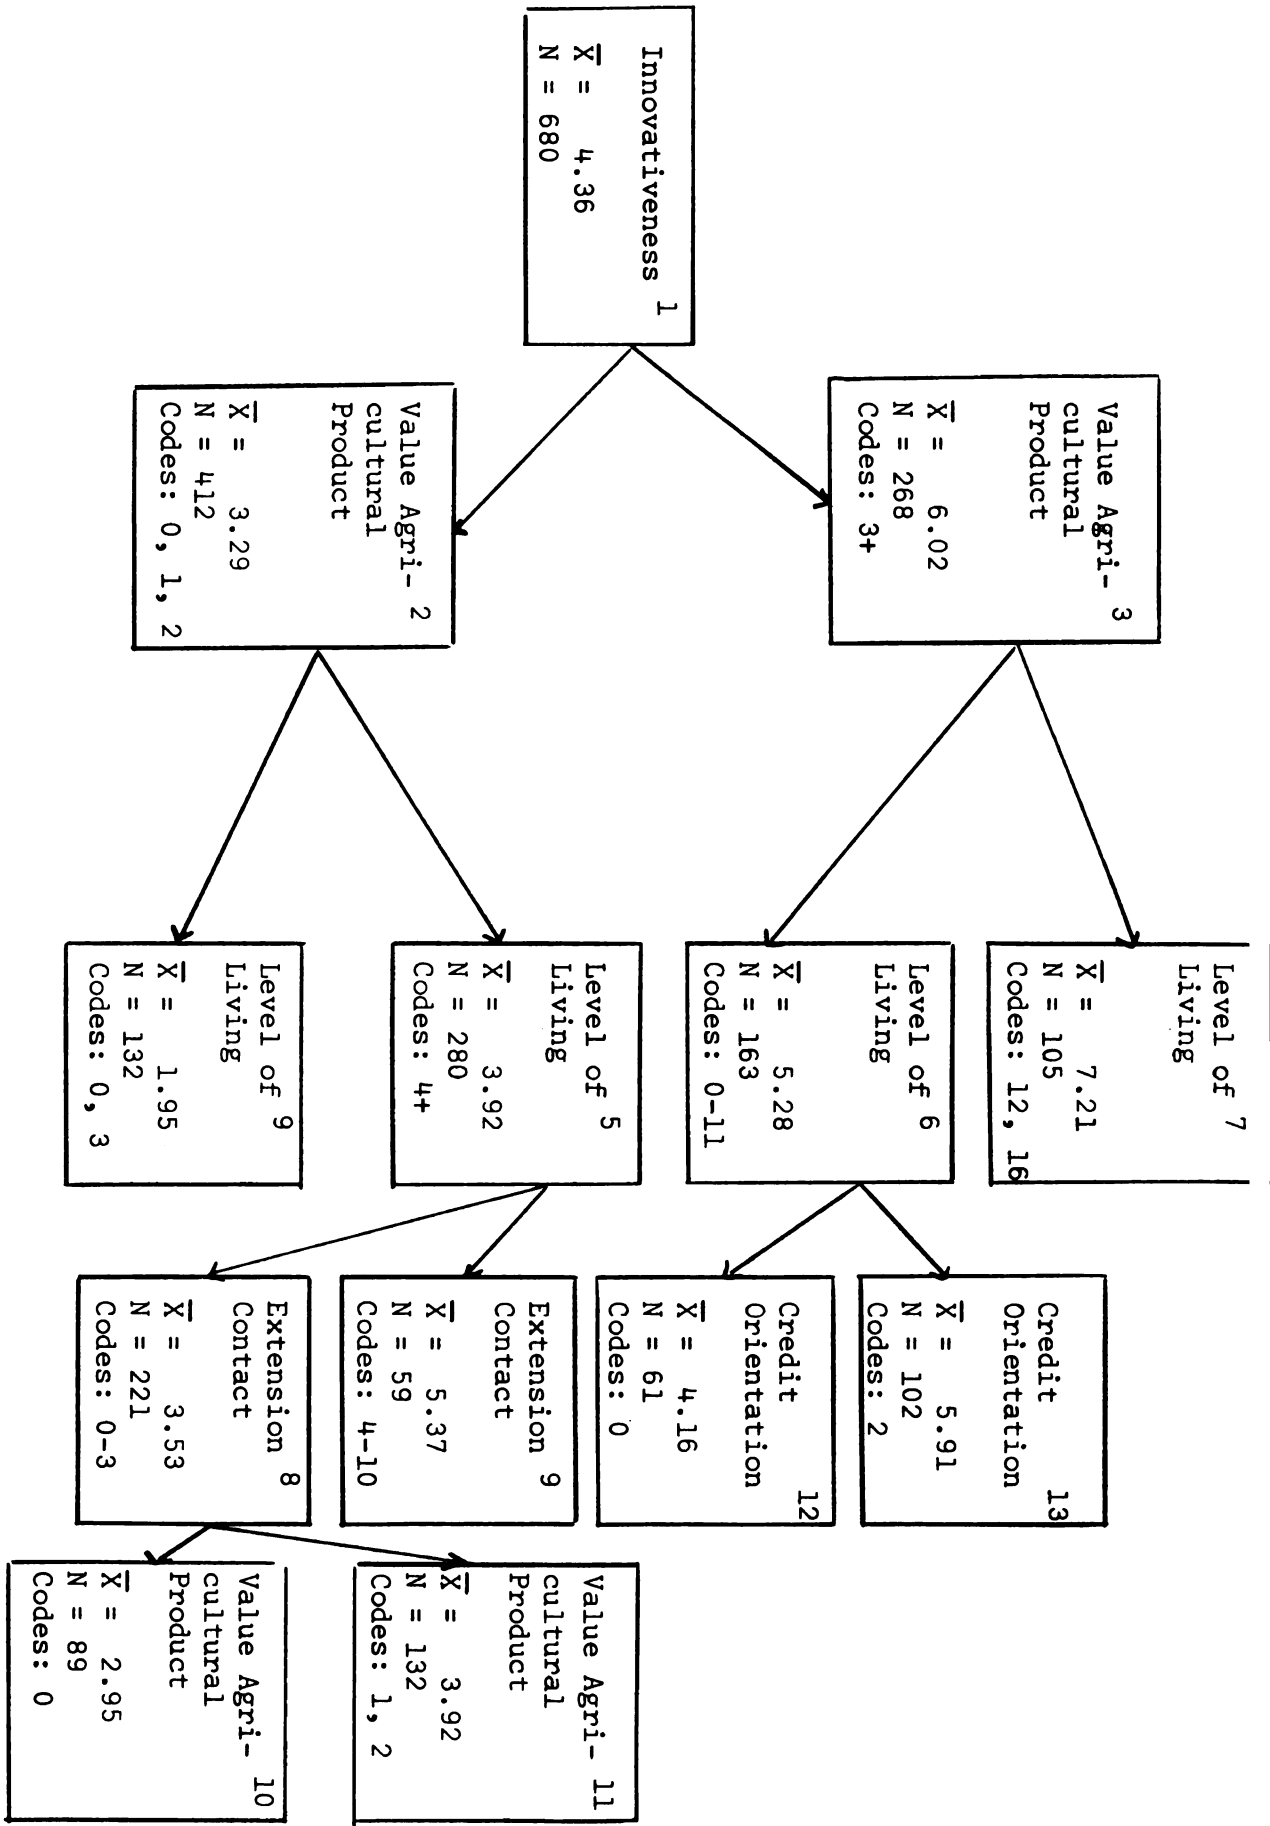 Innovativeness 1
X̅ = 4.36
N = 680
Value Agri- 3
cultural
Product
X̅ = 6.02
N = 268
Codes: 3+
Value Agri- 2
cultural
Product
X̅ = 3.29
N = 412
Codes: 0, 1, 2
Level of 7
Living
X̅ = 7.21
N = 105
Codes: 12, 16
Level of 6
Living
X̅ = 5.28
N = 163
Codes: 0-11
Level of 5
Living
X̅ = 3.92
N = 280
Codes: 4+
Level of 9
Living
X̅ = 1.95
N = 132
Codes: 0, 3
Credit 13
Orientation
X̅ = 5.91
N = 102
Codes: 2
Credit 12
Orientation
X̅ = 4.16
N = 61
Codes: 0
Extension 9
Contact
X̅ = 5.37
N = 59
Codes: 4-10
Extension 8
Contact
X̅ = 3.53
N = 221
Codes: 0-3
Value Agri- 11
cultural
Product
X̅ = 3.92
N = 132
Codes: 1, 2
Value Agri- 10
cultural
Product
X̅ = 2.95
N = 89
Codes: 0